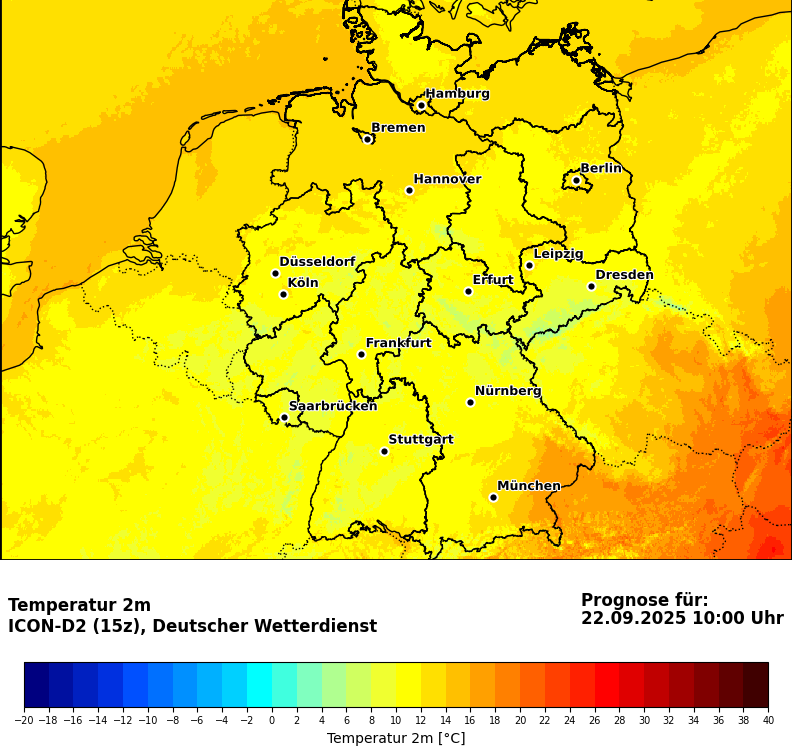 Hamburg
Bremen
Berlin
Hannover
Leipzig
Düsseldorf
Dresden
Köln
Erfurt
Frankfurt
Nürnberg
Saarbrücken
Stuttgart
München
Temperatur 2m
ICON-D2 (15z), Deutscher Wetterdienst
Prognose für:
22.09.2025 10:00 Uhr
−20 −18 −16 −14 −12 −10 −8 −6 −4 −2 0 2 4 6 8 10 12 14 16 18 20 22 24 26 28 30 32 34 36 38 40
Temperatur 2m [°C]